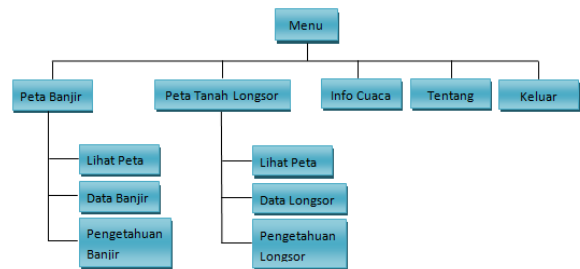 Menu
Peta Banjir
Peta Tanah Longsor
Info Cuaca
Tentang
Keluar
Lihat Peta
Data Banjir
Pengetahuan
Banjir
Lihat Peta
Data Longsor
Pengetahuan
Longsor